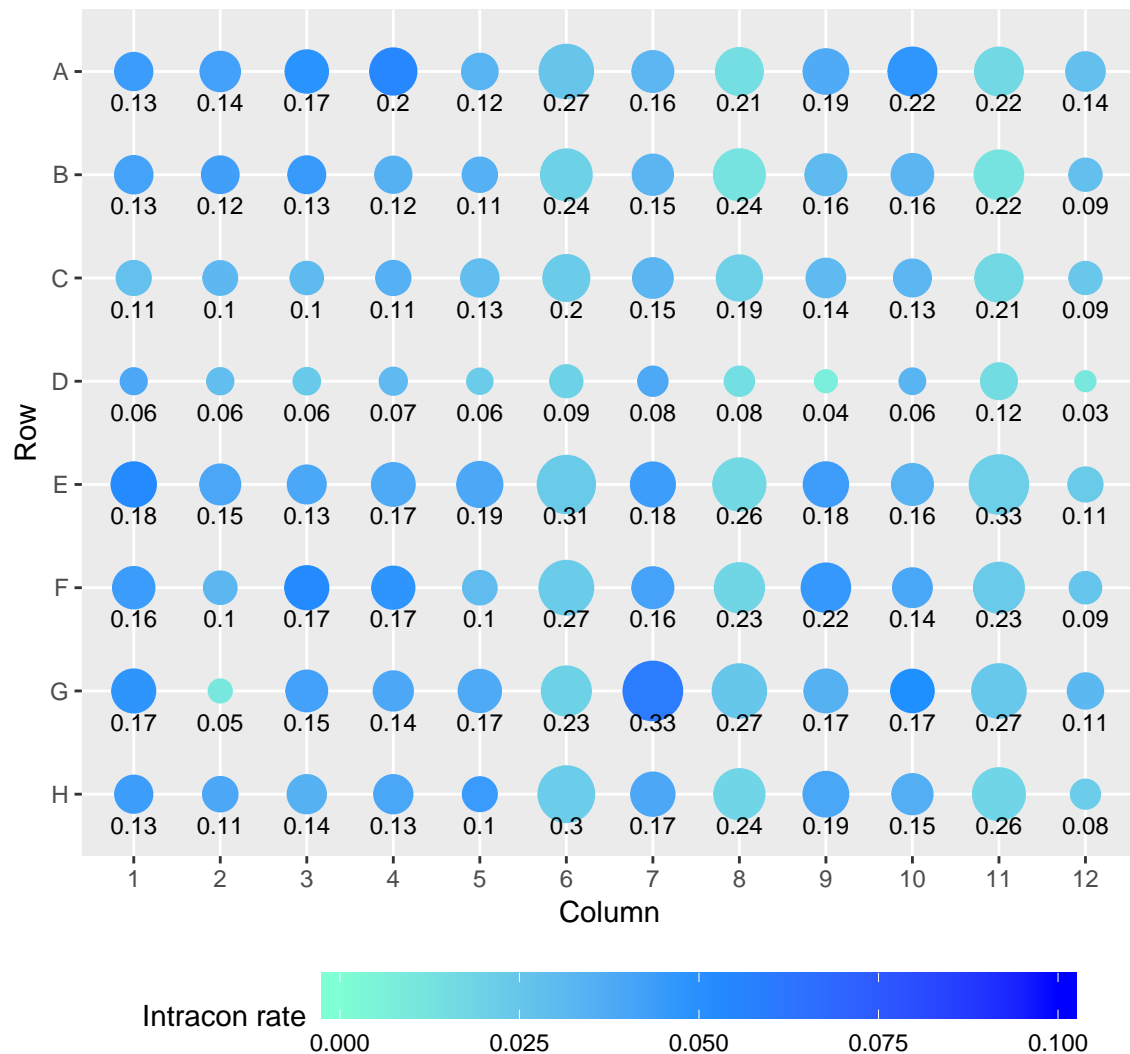 A
0.13 0.14 0.17 0.2 0.12 0.27 0.16 0.21 0.19 0.22 0.22 0.14
B
0.13 0.12 0.13 0.12 0.11 0.24 0.15 0.24 0.16 0.16 0.22 0.09
C
0.11 0.1 0.1 0.11 0.13 0.2 0.15 0.19 0.14 0.13 0.21 0.09
D
0.06 0.06 0.06 0.07 0.06 0.09 0.08 0.08 0.04 0.06 0.12 0.03
Row
E
0.18 0.15 0.13 0.17 0.19 0.31 0.18 0.26 0.18 0.16 0.33 0.11
F
0.16 0.1 0.17 0.17 0.1 0.27 0.16 0.23 0.22 0.14 0.23 0.09
G
0.17 0.05 0.15 0.14 0.17 0.23 0.33 0.27 0.17 0.17 0.27 0.11
H
0.13 0.11 0.14 0.13 0.1 0.3 0.17 0.24 0.19 0.15 0.26 0.08
1 2 3 4 5 6 7 8 9 10 11 12
Column
Intracon rate
0.000 0.025 0.050 0.075 0.100